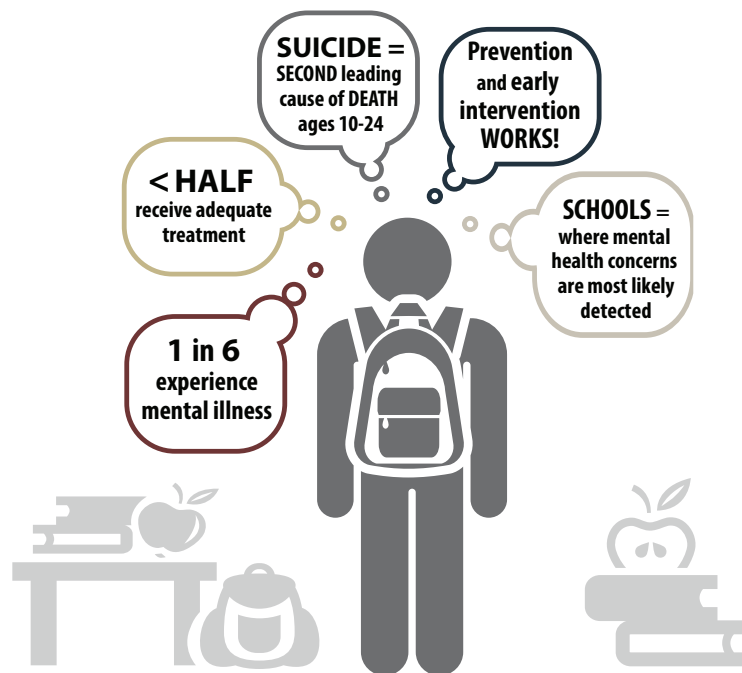 SUICIDE =
SECOND leading
cause of DEATH
ages 10-24
Prevention
and early
intervention
WORKS!
< HALF
receive adequate
treatment
SCHOOLS =
where mental
health concerns
are most likely
detected
1 in 6
experience
mental illness